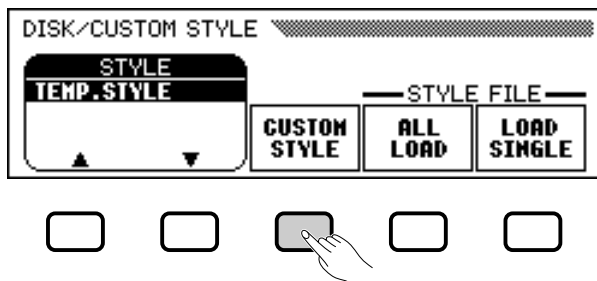 DISK/CUSTOM STYLE
STYLE
TEMP.STYLE
STYLE FILE
CUSTOM
STYLE
ALL
LOAD
LOAD
SINGLE